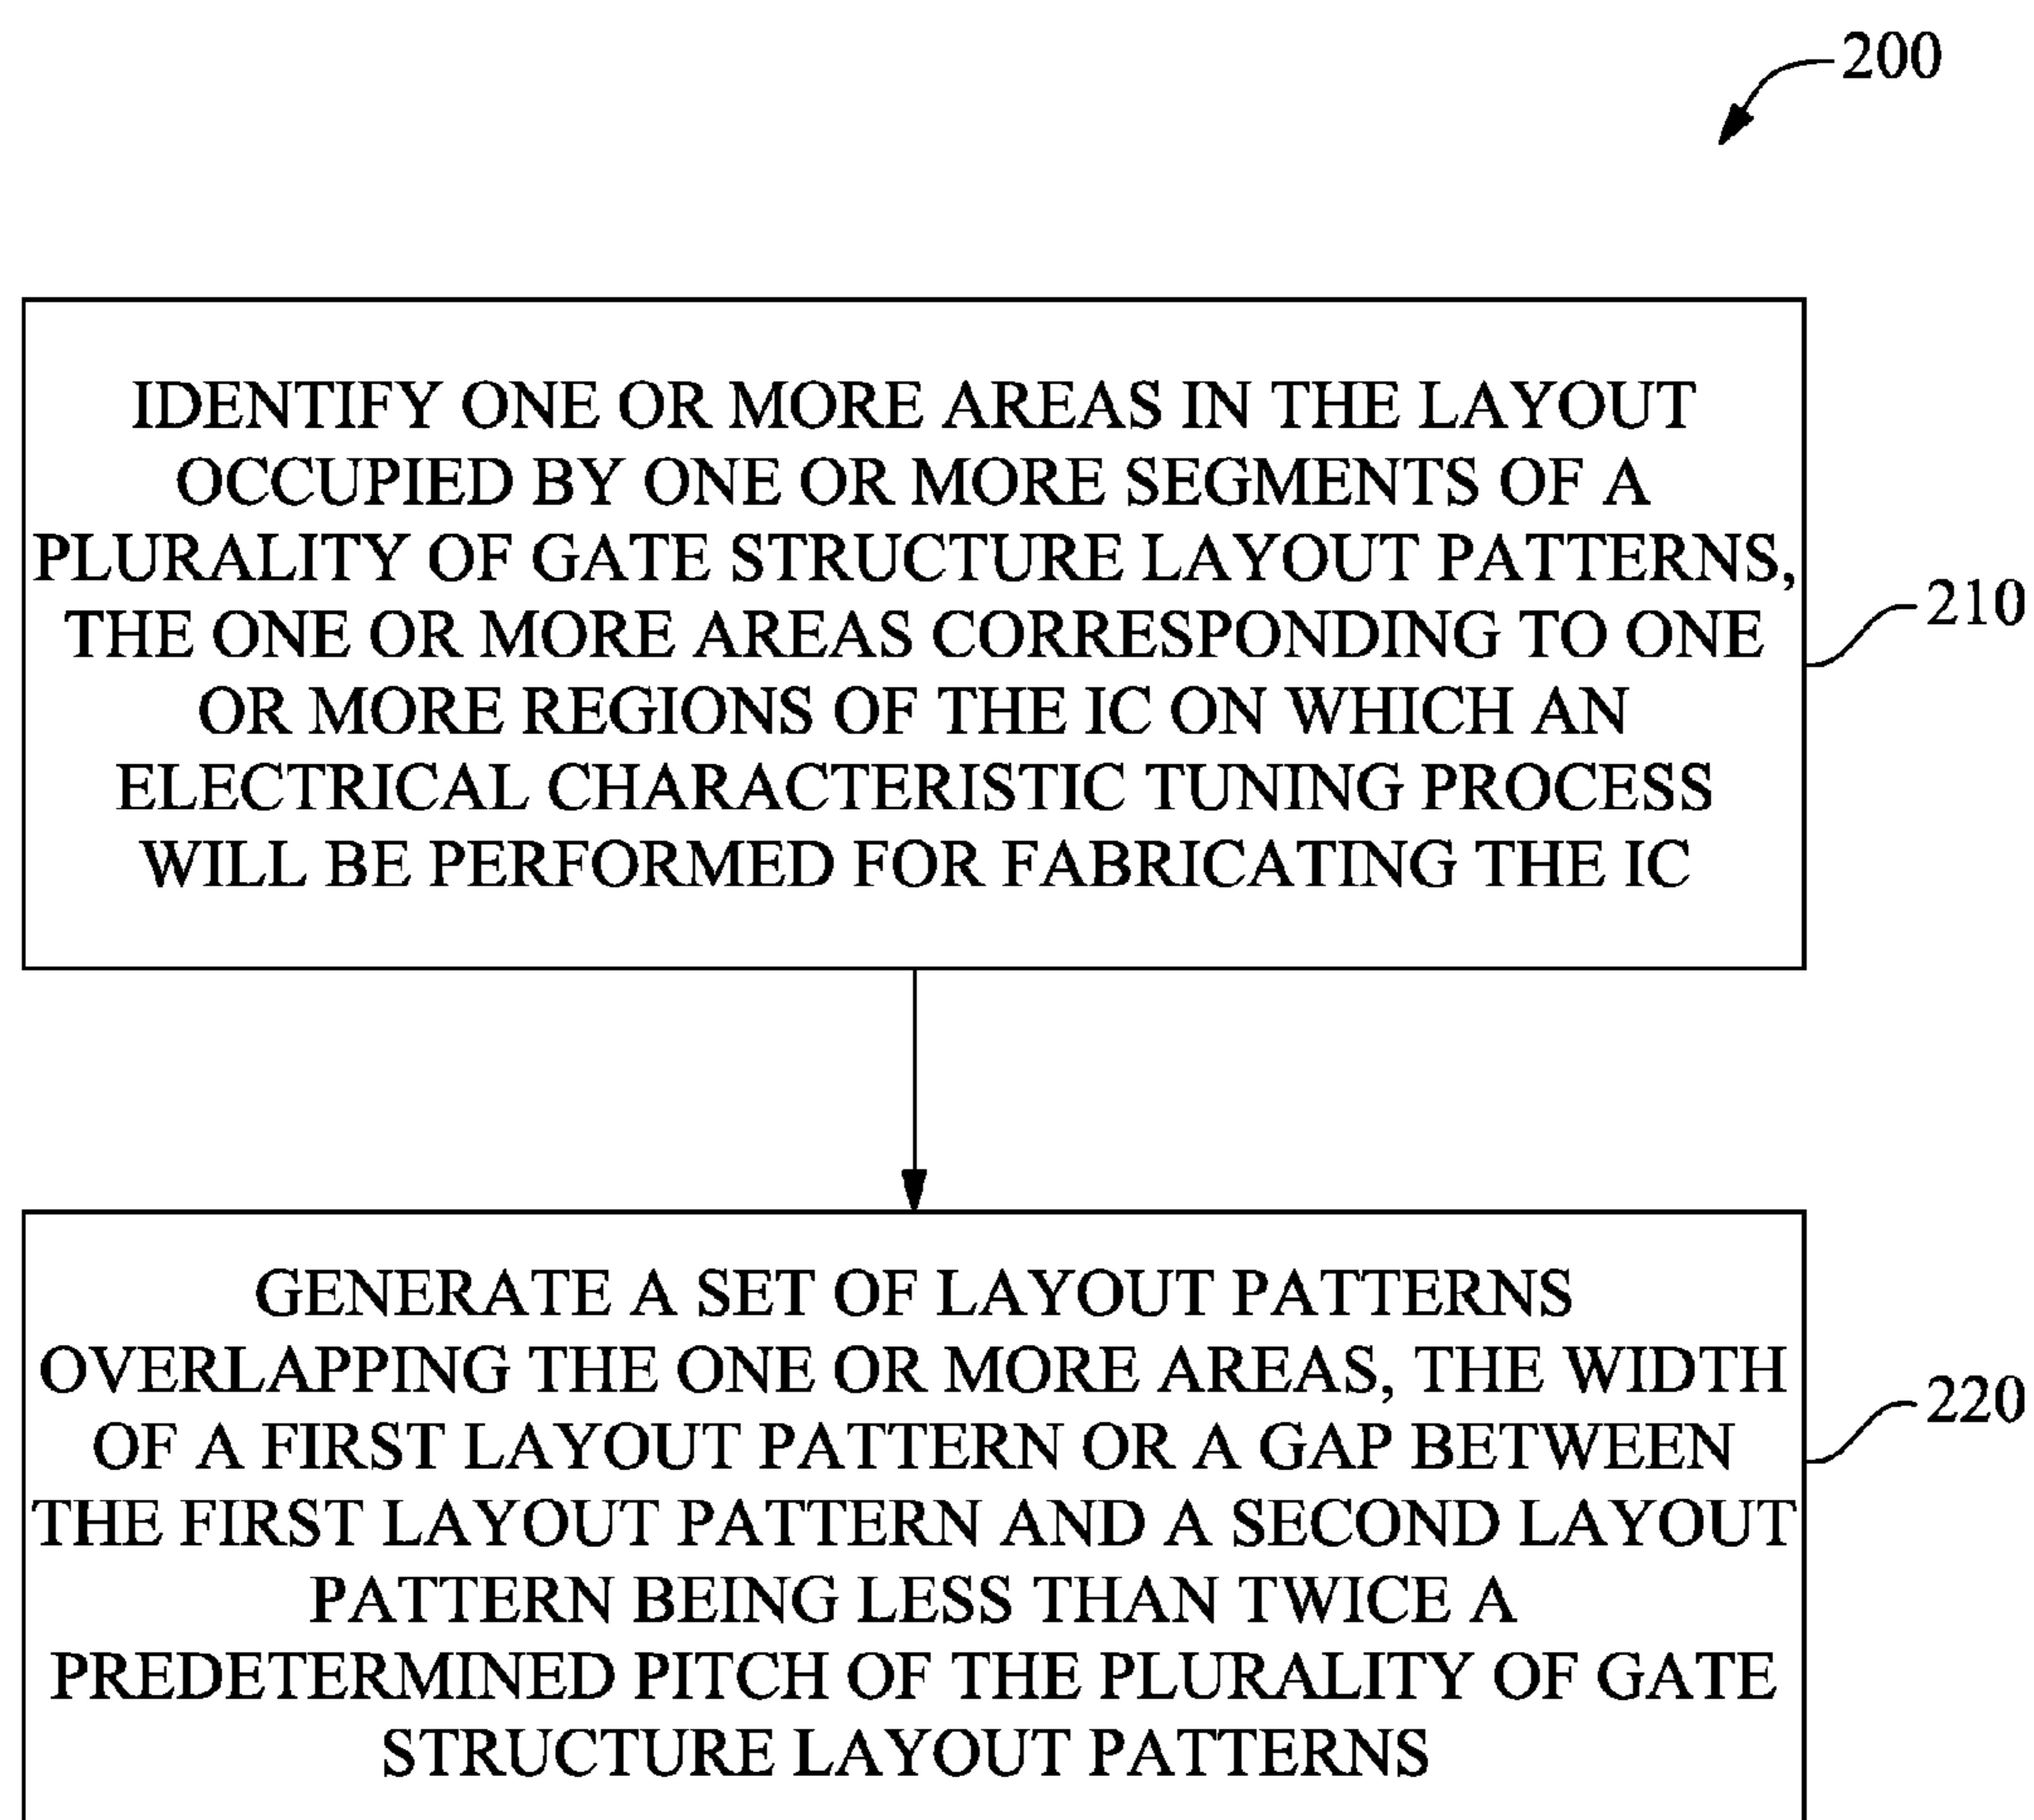 200
IDENTIFY ONE OR MORE AREAS IN THE LAYOUT
OCCUPIED BY ONE OR MORE SEGMENTS OF A
PLURALITY OF GATE STRUCTURE LAYOUT PATTERNS,
THE ONE OR MORE AREAS CORRESPONDING TO ONE
OR MORE REGIONS OF THE IC ON WHICH AN
ELECTRICAL CHARACTERISTIC TUNING PROCESS
WILL BE PERFORMED FOR FABRICATING THE IC
210
GENERATE A SET OF LAYOUT PATTERNS
OVERLAPPING THE ONE OR MORE AREAS, THE WIDTH
OF A FIRST LAYOUT PATTERN OR A GAP BETWEEN
THE FIRST LAYOUT PATTERN AND A SECOND LAYOUT
PATTERN BEING LESS THAN TWICE A
PREDETERMINED PITCH OF THE PLURALITY OF GATE
STRUCTURE LAYOUT PATTERNS
220